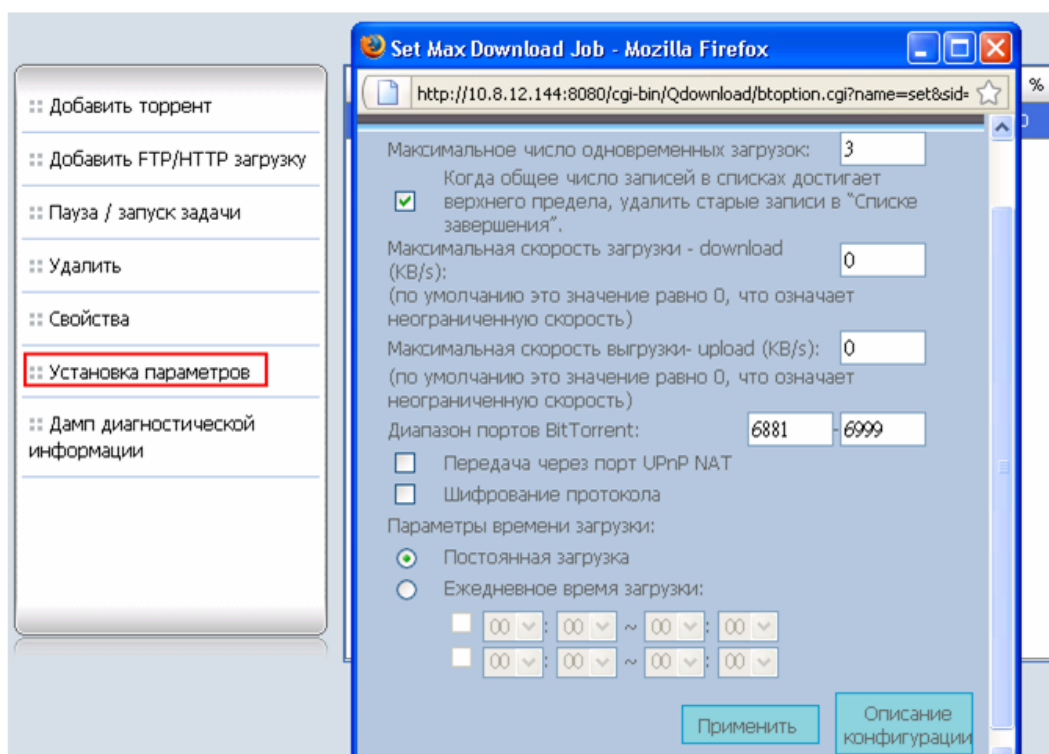 Добавить торрент
Добавить FTP/HTTP загрузку
Пауза / запуск задачи
Удалить
Свойства
Установка параметров
Дамп диагностической
информации
Set Max Download Job - Mozilla Firefox
http://10.8.12.144:8080/cgi-bin/Qdownload/btoption.cgi?name=set&sid=
%
Максимальное число одновременных загрузок: 3
Когда общее число записей в списках достигает
верхнего предела, удалить старые записи в "Списке
завершения".
Максимальная скорость загрузки - download
(KB/s): 0
(по умолчанию это значение равно 0, что означает
неограниченную скорость)
Максимальная скорость выгрузки- upload (KB/s): 0
(по умолчанию это значение равно 0, что означает
неограниченную скорость)
Диапазон портов BitTorrent: 6881 - 6999
Передача через порт UPnP NAT
Шифрование протокола
Параметры времени загрузки:
Постоянная загрузка
Ежедневное время загрузки:
00 : 00 ~ 00 : 00
00 : 00 ~ 00 : 00
Применить
Описание
конфигурации